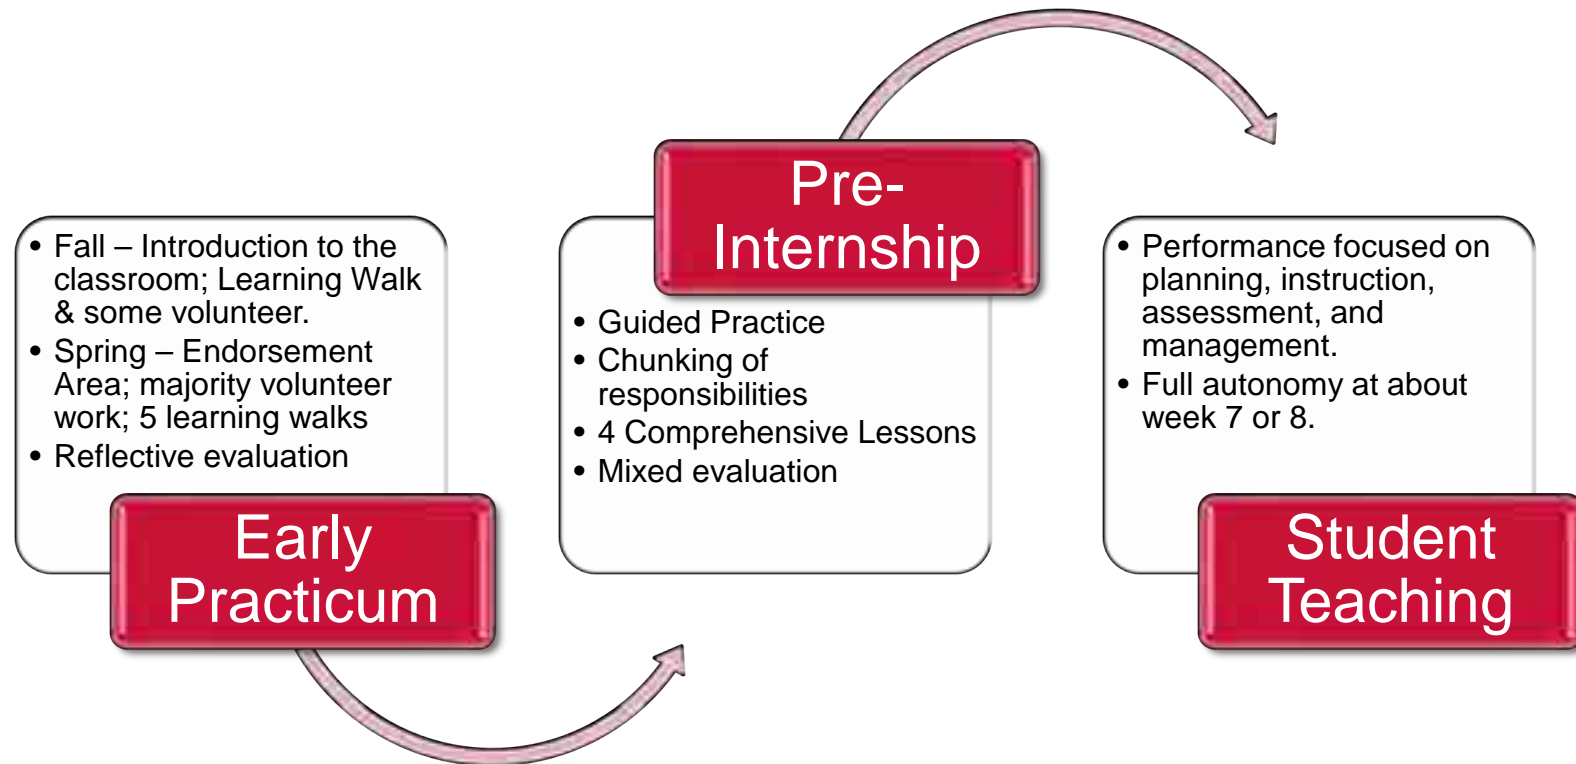 • Fall – Introduction to the
classroom; Learning Walk
& some volunteer.
• Spring – Endorsement
Area; majority volunteer
work; 5 learning walks
• Reflective evaluation
Early
Practicum
Pre-
Internship
• Guided Practice
• Chunking of
responsibilities
• 4 Comprehensive Lessons
• Mixed evaluation
• Performance focused on
planning, instruction,
assessment, and
management.
• Full autonomy at about
week 7 or 8.
Student
Teaching